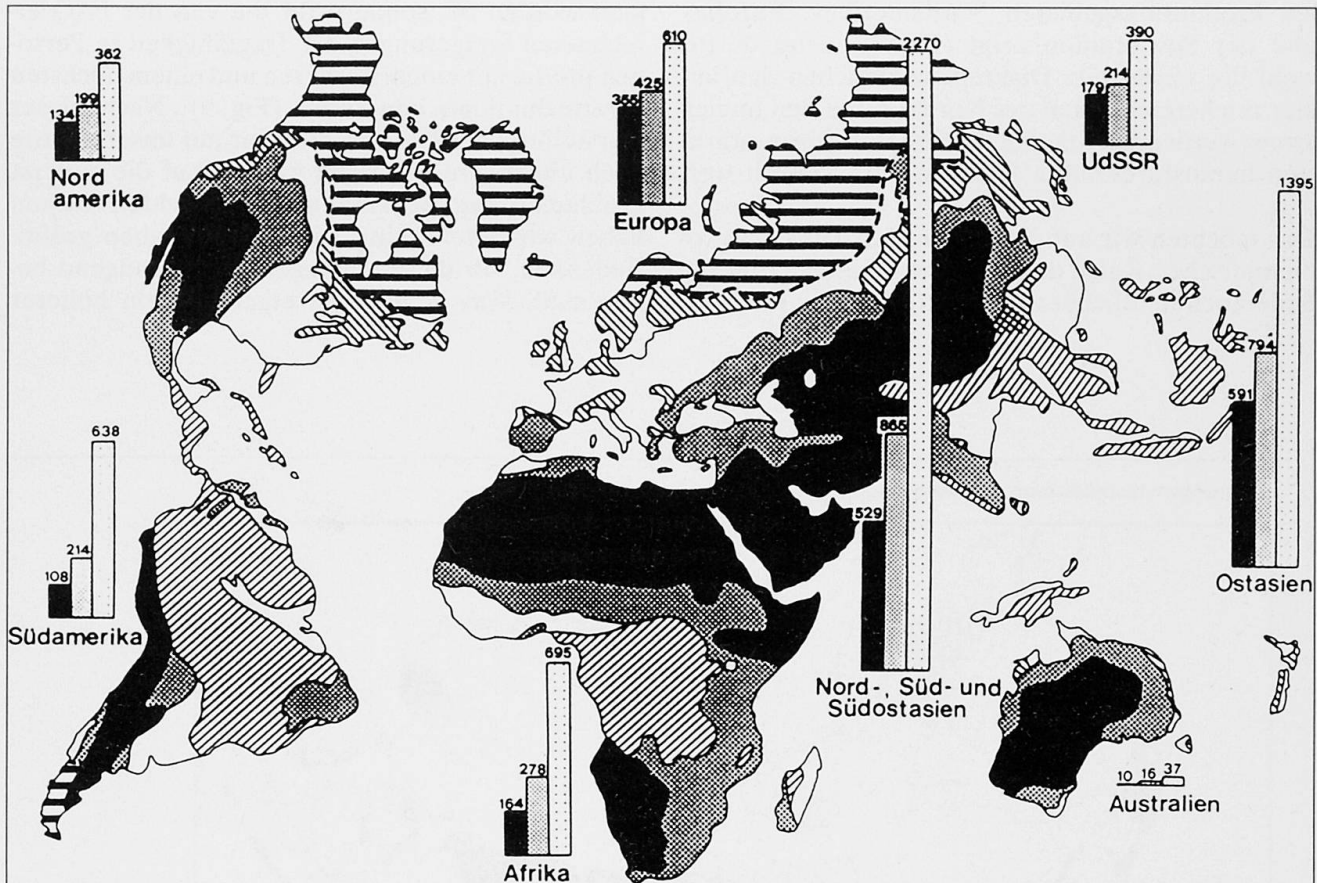 134
199
362
Nord
amerika
355
425
610
Europa
2270
179
214
390
UdSSR
1395
794
591
Ostasien
638
214
108
Südamerika
865
529
Nord-, Süd- und
Südostasien
695
278
164
Afrika
10 16 37
Australien